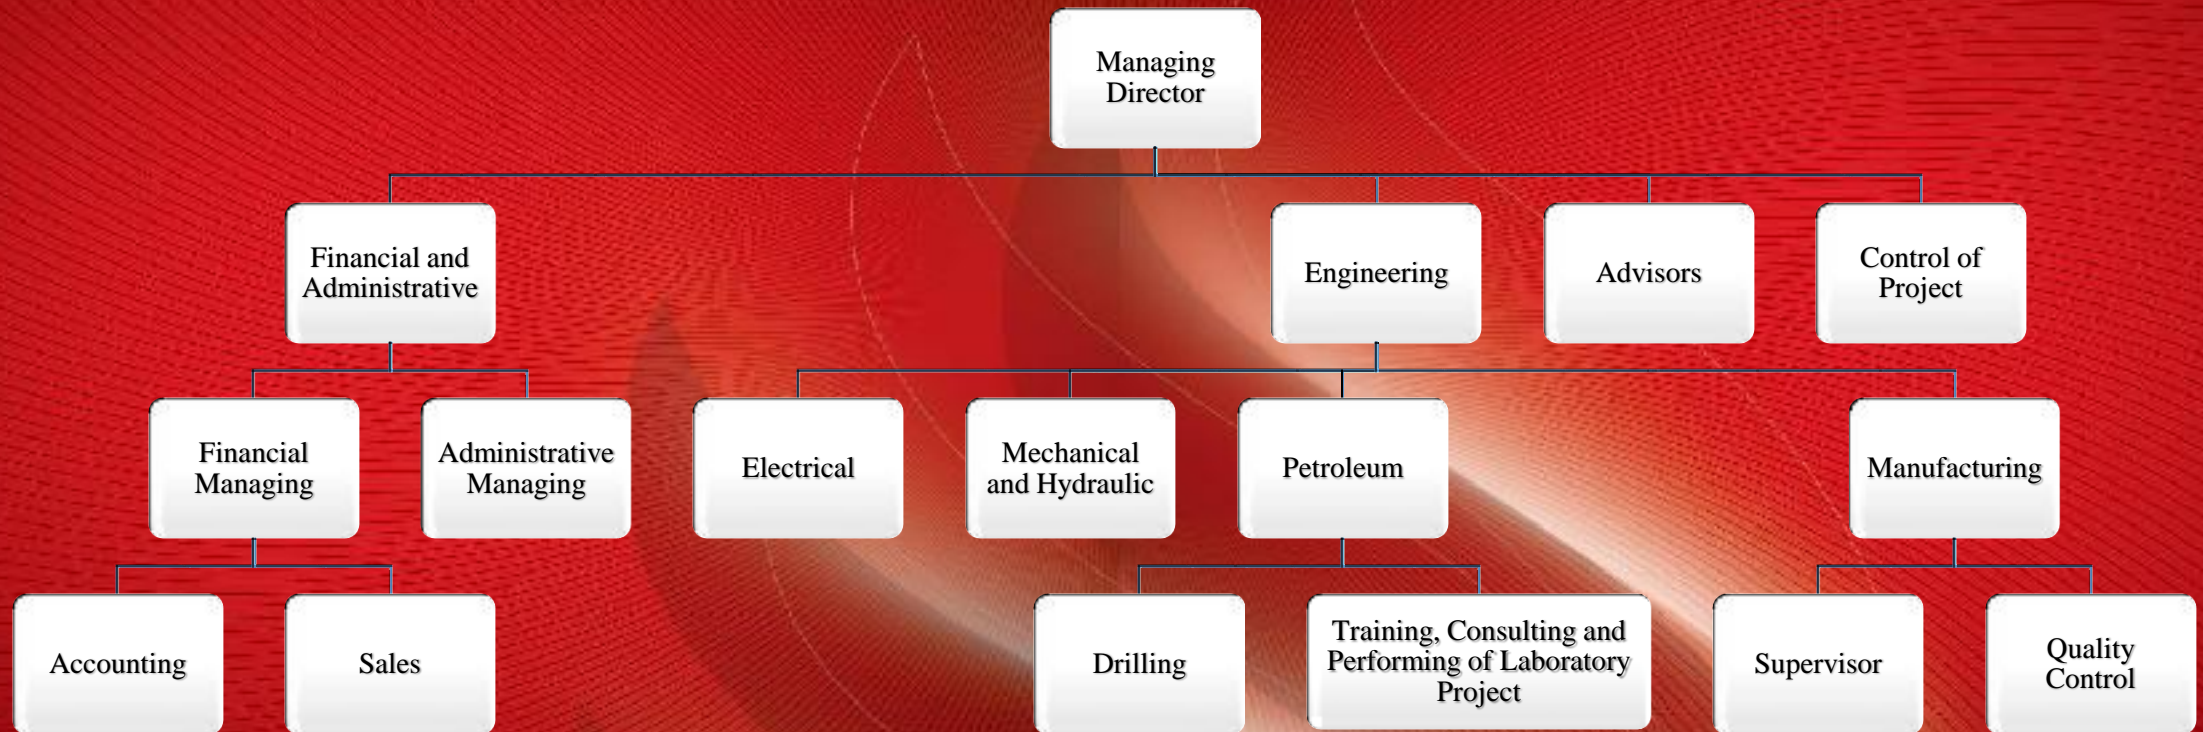 Managing
Director
Financial and
Administrative
Engineering
Advisors
Control of
Project
Financial
Managing
Administrative
Managing
Electrical
Mechanical
and Hydraulic
Petroleum
Manufacturing
Accounting
Sales
Drilling
Training, Consulting and
Performing of Laboratory
Project
Supervisor
Quality
Control